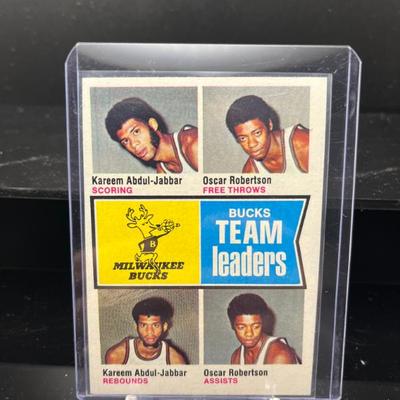 Kareem Abdul-Jabbar Oscar Robertson
SCORING FREE THROWS
B
MILWAUKEE
BUCKS
BUCKS
TEAM
leaders
Kareem Abdul-Jabbar Oscar Robertson
REBOUNDS ASSISTS